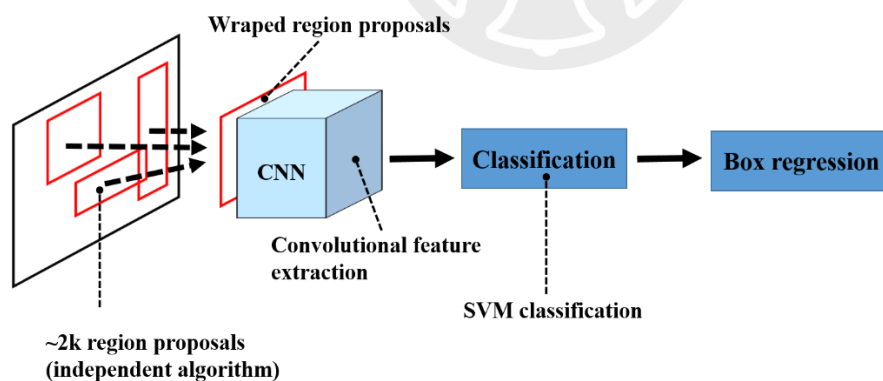 Wraped region proposals
CNN
Classification
Box regression
Convolutional feature
extraction
SVM classification
~2k region proposals
(independent algorithm)